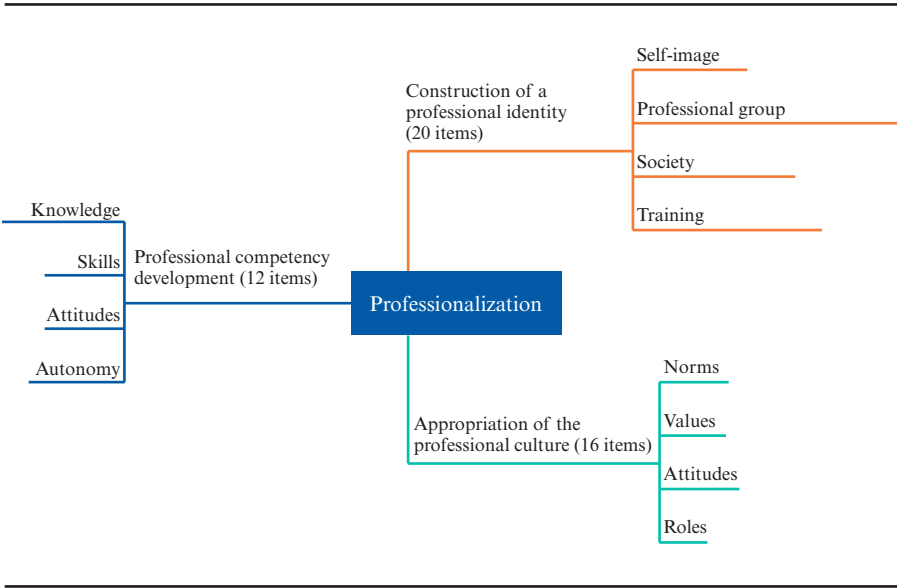 Self-image
Construction of a
professional identity
(20 items)
Professional group
Society
Training
Knowledge
Skills
Attitudes
Autonomy
Professional competency
development (12 items)
Professionalization
Appropriation of the
professional culture (16 items)
Norms
Values
Attitudes
Roles